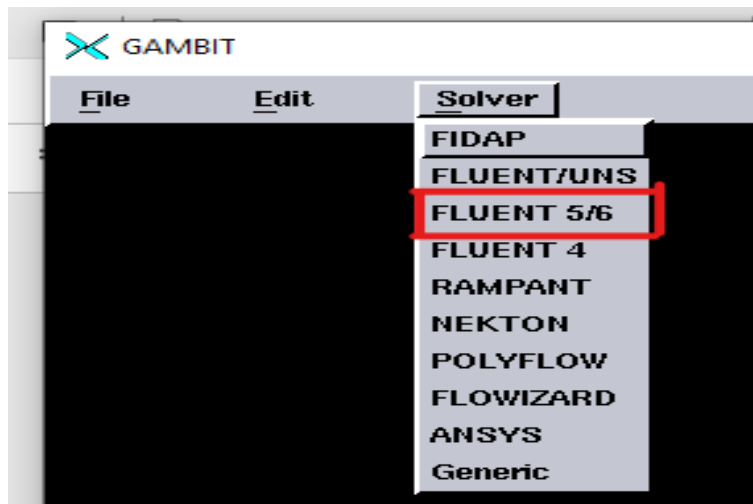 GAMBIT
File Edit Solver
FIDAP
FLUENT/UNS
FLUENT 5/6
FLUENT 4
RAMPANT
NEKTON
POLYFLOW
FLOWIZARD
ANSYS
Generic